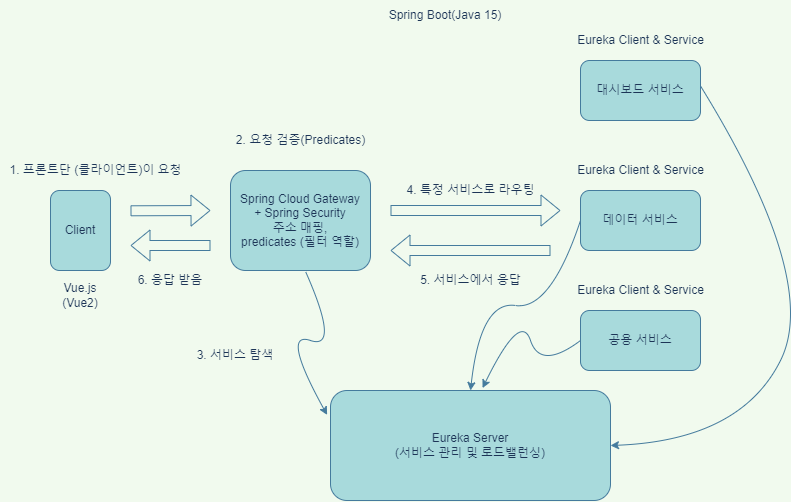 Spring Boot(Java 15)
Eureka Client & Service
대시보드 서비스
2. 요청 검증(Predicates)
1. 프론트단 (클라이언트)이 요청
Eureka Client & Service
Spring Cloud Gateway
+ Spring Security
주소 매핑,
predicates (필터 역할)
4. 특정 서비스로 라우팅
데이터 서비스
Client
6. 응답 받음
5. 서비스에서 응답
Vue.js
(Vue2)
Eureka Client & Service
공용 서비스
3. 서비스 탐색
Eureka Server
(서비스 관리 및 로드밸런싱)